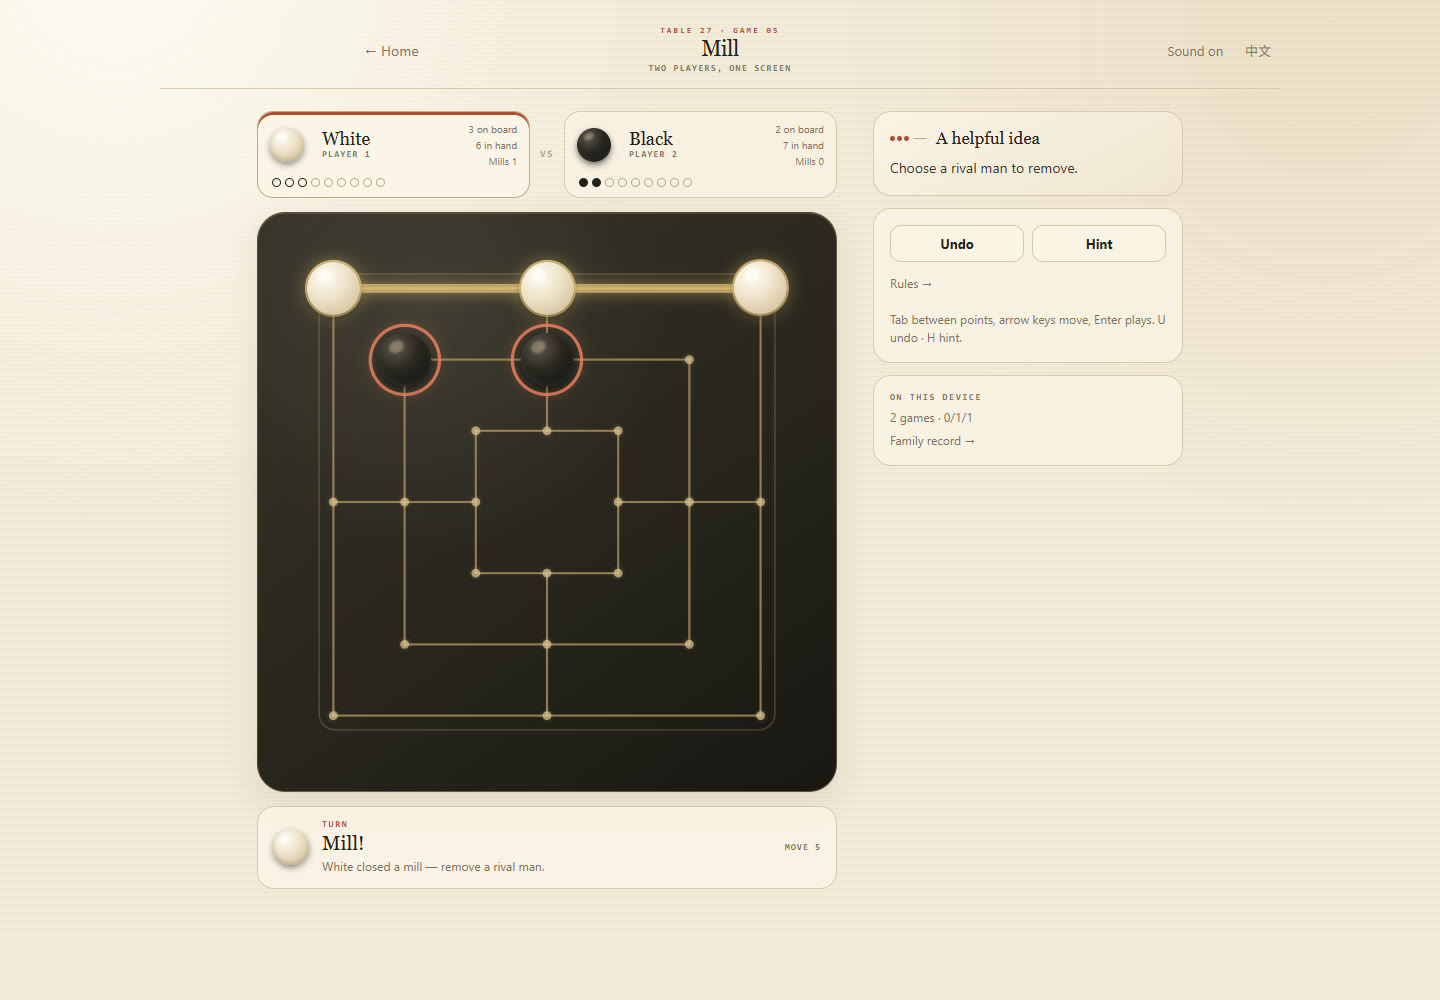 TABLE 27 · GAME 05
← Home
Mill
Sound on
中文
TWO PLAYERS, ONE SCREEN
White
PLAYER 1
3 on board
6 in hand
Mills 1
VS
Black
PLAYER 2
2 on board
7 in hand
Mills 0
A helpful idea
Choose a rival man to remove.
Undo
Hint
Rules →
Tab between points, arrow keys move, Enter plays. U
undo · H hint.
ON THIS DEVICE
2 games · 0/1/1
Family record →
TURN
Mill!
White closed a mill — remove a rival man.
MOVE 5